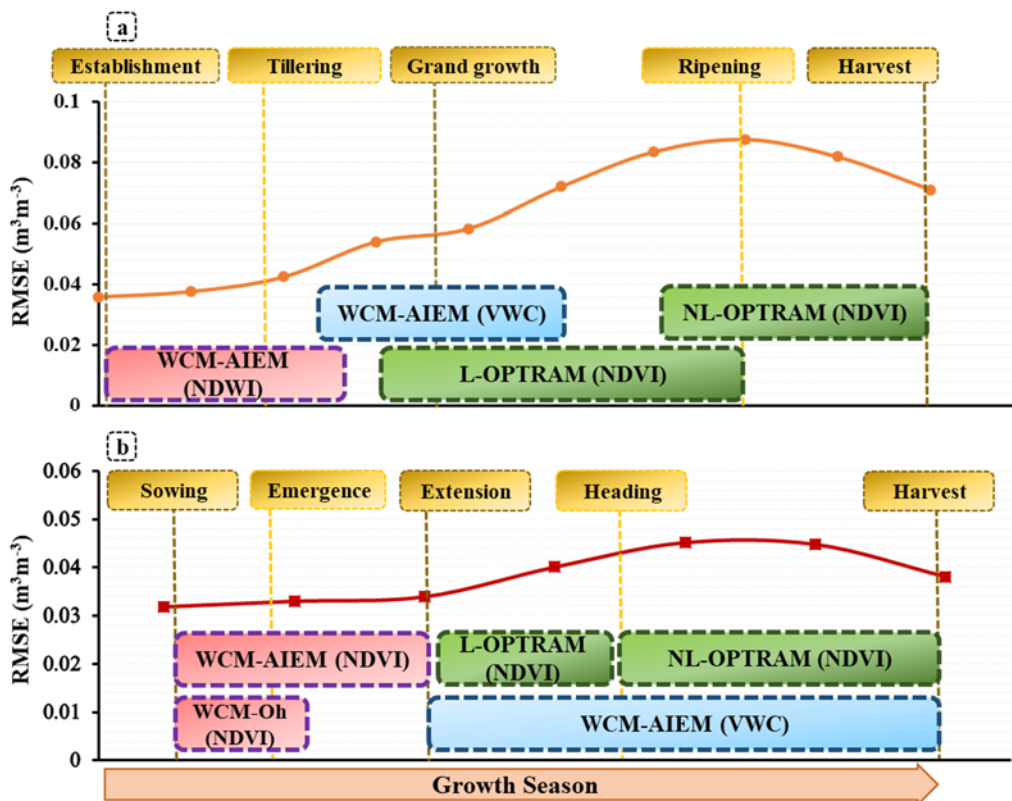 a
Establishment
Tillering
Grand growth
Ripening
Harvest
RMSE (m³m⁻³)
0.1
0.08
0.06
0.04
0.02
0
WCM-AIEM (VWC)
NL-OPTRAM (NDVI)
WCM-AIEM
(NDWI)
L-OPTRAM (NDVI)
b
Sowing
Emergence
Extension
Heading
Harvest
RMSE (m³m⁻³)
0.06
0.05
0.04
0.03
0.02
0.01
0
WCM-AIEM (NDVI)
L-OPTRAM
(NDVI)
NL-OPTRAM (NDVI)
WCM-Oh
(NDVI)
WCM-AIEM (VWC)
Growth Season